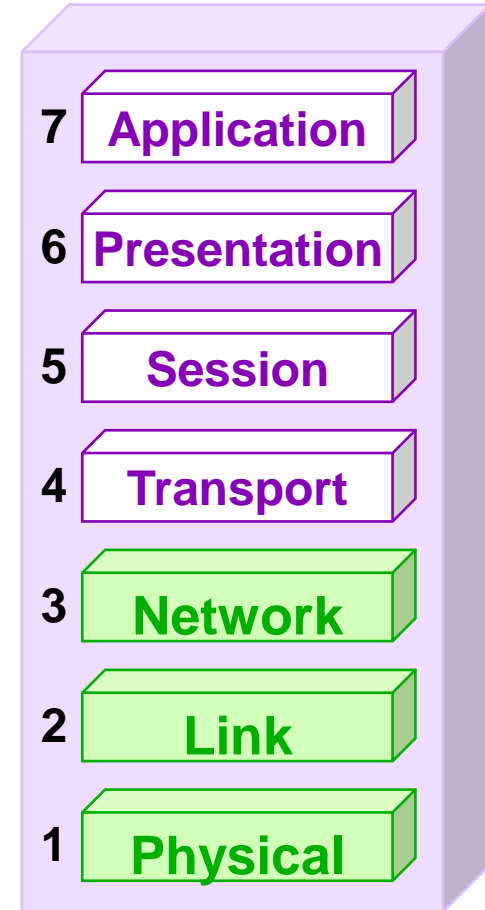 7 Application
6 Presentation
5 Session
4 Transport
3 Network
2 Link
1 Physical